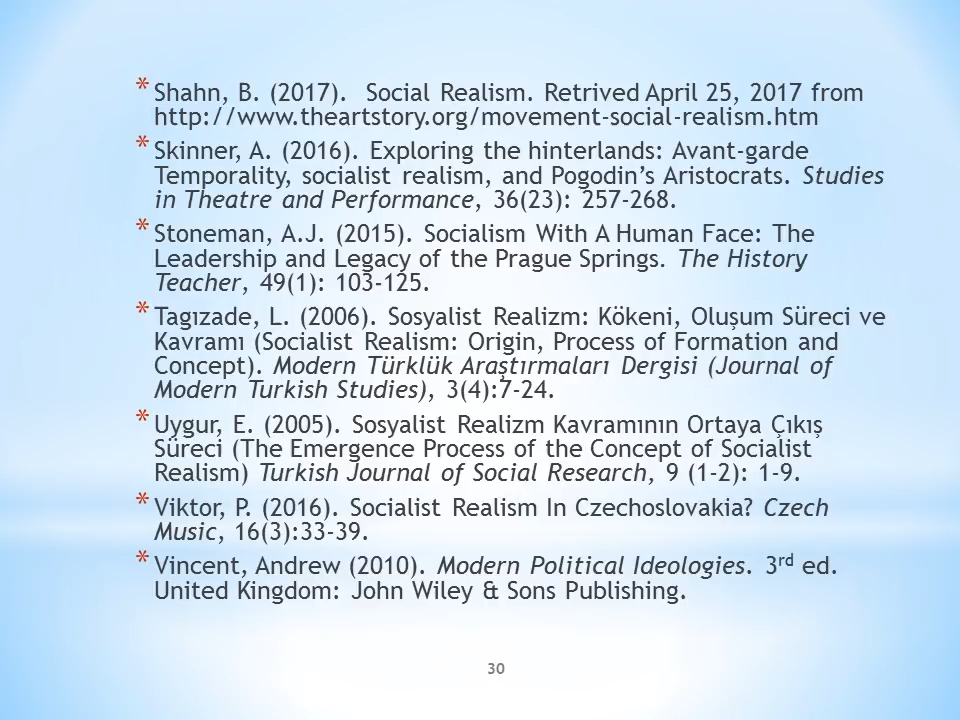 * Shahn, B. (2017).  Social Realism. Retrived April 25, 2017 from
http://www.theartstory.org/movement-social-realism.htm
* Skinner, A. (2016). Exploring the hinterlands: Avant-garde
Temporality, socialist realism, and Pogodin’s Aristocrats. Studies
in Theatre and Performance, 36(23): 257-268.
* Stoneman, A.J. (2015). Socialism With A Human Face: The
Leadership and Legacy of the Prague Springs. The History
Teacher, 49(1): 103-125.
* Tagızade, L. (2006). Sosyalist Realizm: Kökeni, Oluşum Süreci ve
Kavramı (Socialist Realism: Origin, Process of Formation and
Concept). Modern Türklük Araştırmaları Dergisi (Journal of
Modern Turkish Studies), 3(4):7-24.
* Uygur, E. (2005). Sosyalist Realizm Kavramının Ortaya Çıkış
Süreci (The Emergence Process of the Concept of Socialist
Realism) Turkish Journal of Social Research, 9 (1-2): 1-9.
* Viktor, P. (2016). Socialist Realism In Czechoslovakia? Czech
Music, 16(3):33-39.
* Vincent, Andrew (2010). Modern Political Ideologies. 3rd ed.
United Kingdom: John Wiley & Sons Publishing.
30